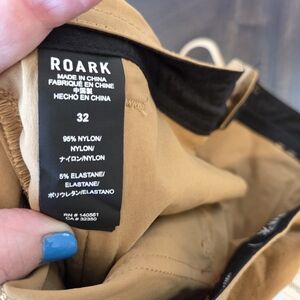 ROARK
MADE IN CHINA
FABRIQUÉ EN CHINE
中国製
HECHO EN CHINA
32
95% NYLON/
NYLON/
ナイロン/NYLON
5% ELASTANE/
ELASTANE/
ポリウレタン/ELASTANO
RN # 140561
CA # 32350